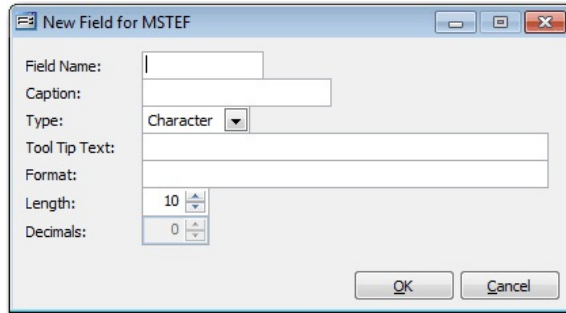 New Field for MSTEF
Field Name:
Caption:
Type: Character
Tool Tip Text:
Format:
Length: 10
Decimals: 0
OK Cancel